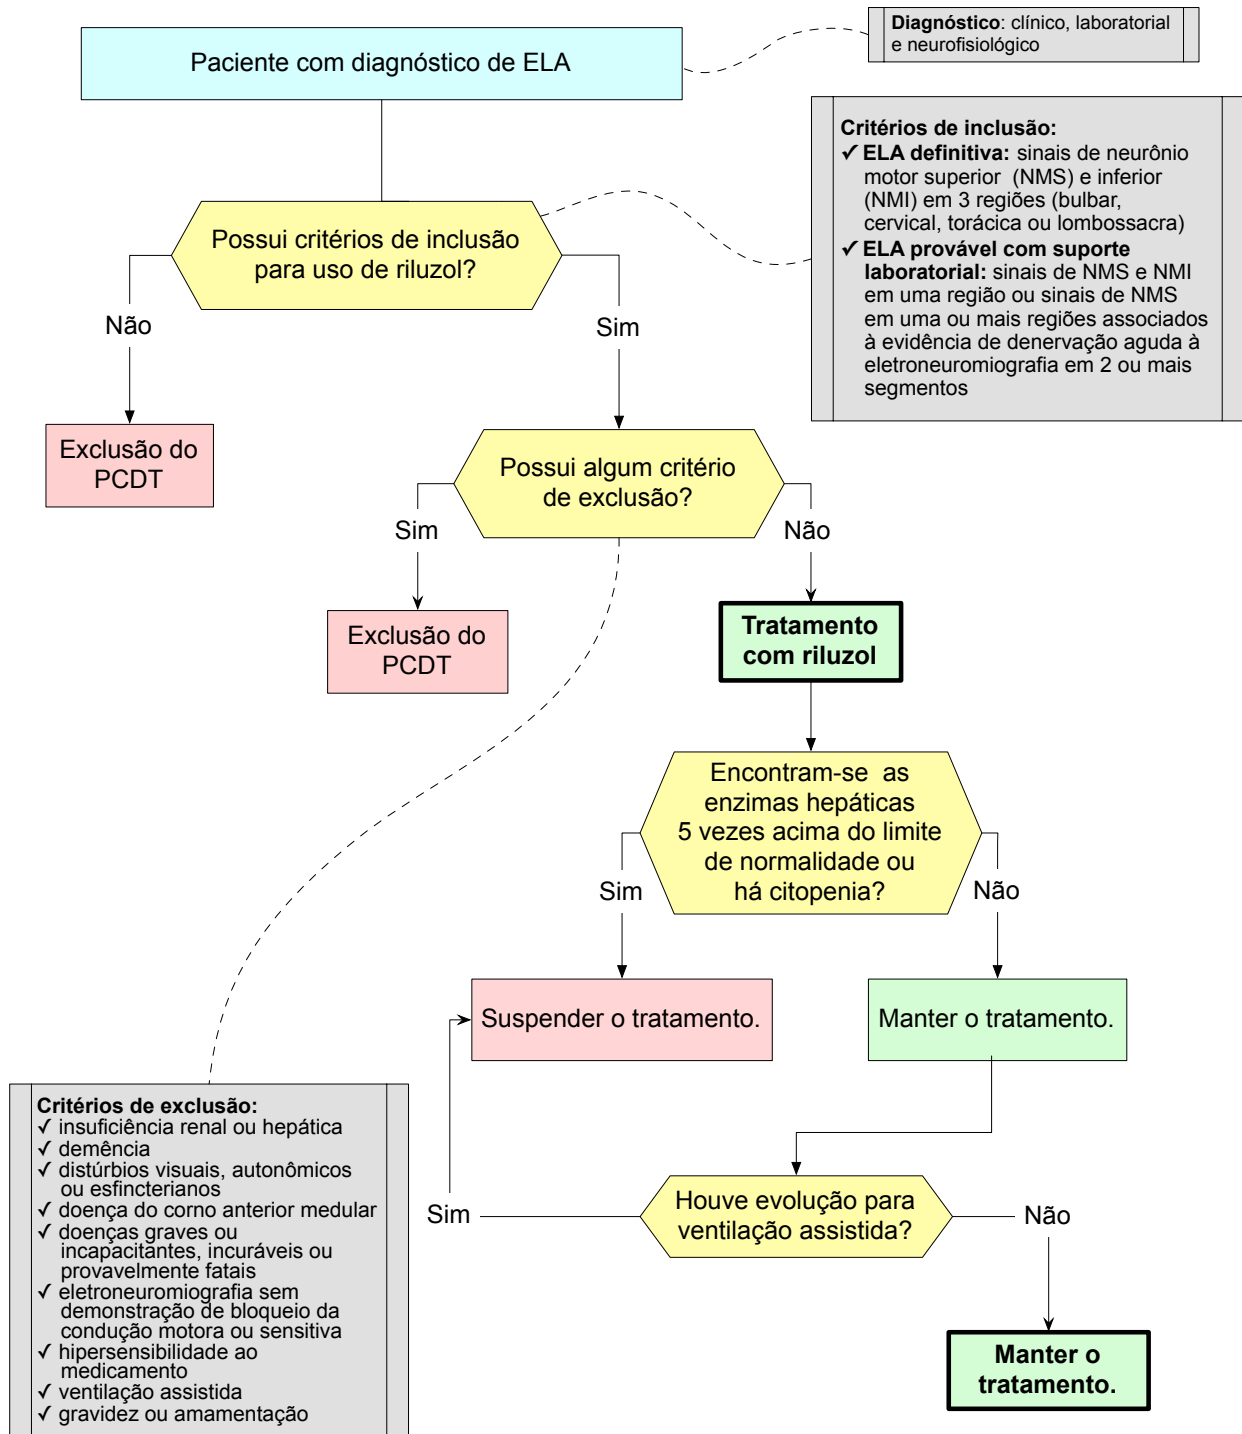 Diagnóstico: clínico, laboratorial
e neurofisiológico
Paciente com diagnóstico de ELA
Critérios de inclusão:
✓ ELA definitiva: sinais de neurônio
motor superior (NMS) e inferior
(NMI) em 3 regiões (bulbar,
cervical, torácica ou lombossacra)
✓ ELA provável com suporte
laboratorial: sinais de NMS e NMI
em uma região ou sinais de NMS
em uma ou mais regiões associados
à evidência de denervação aguda à
eletroneuromiografia em 2 ou mais
segmentos
Possui critérios de inclusão
para uso de riluzol?
Não
Sim
Exclusão do
PCDT
Possui algum critério
de exclusão?
Sim
Não
Exclusão do
PCDT
Tratamento
com riluzol
Encontram-se as
enzimas hepáticas
5 vezes acima do limite
de normalidade ou
há citopenia?
Sim
Não
Suspender o tratamento.
Manter o tratamento.
Critérios de exclusão:
✓ insuficiência renal ou hepática
✓ demência
✓ distúrbios visuais, autonômicos
ou esfincterianos
✓ doença do corno anterior medular
✓ doenças graves ou
incapacitantes, incuráveis ou
provavelmente fatais
✓ eletroneuromiografia sem
demonstração de bloqueio da
condução motora ou sensitiva
✓ hipersensibilidade ao
medicamento
✓ ventilação assistida
✓ gravidez ou amamentação
Houve evolução para
ventilação assistida?
Sim
Não
Manter o
tratamento.